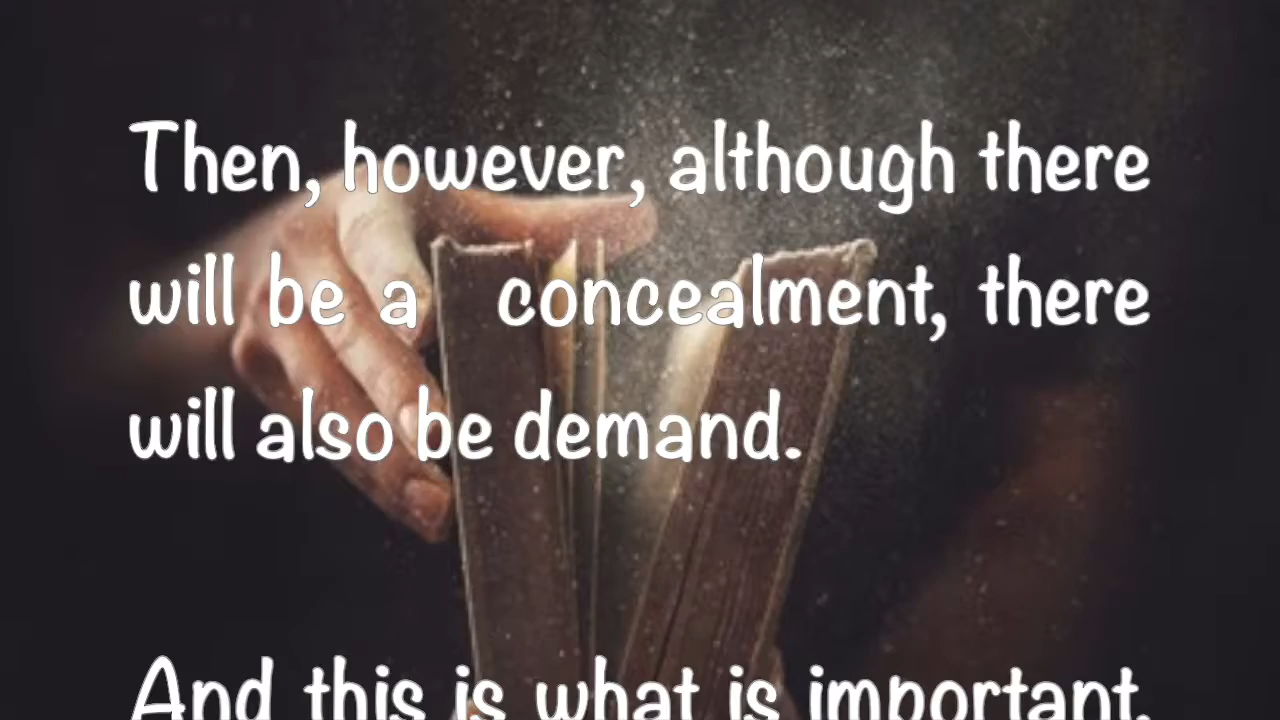 Then, however, although there
will be a concealment, there
will also be demand.
And this is what is important.